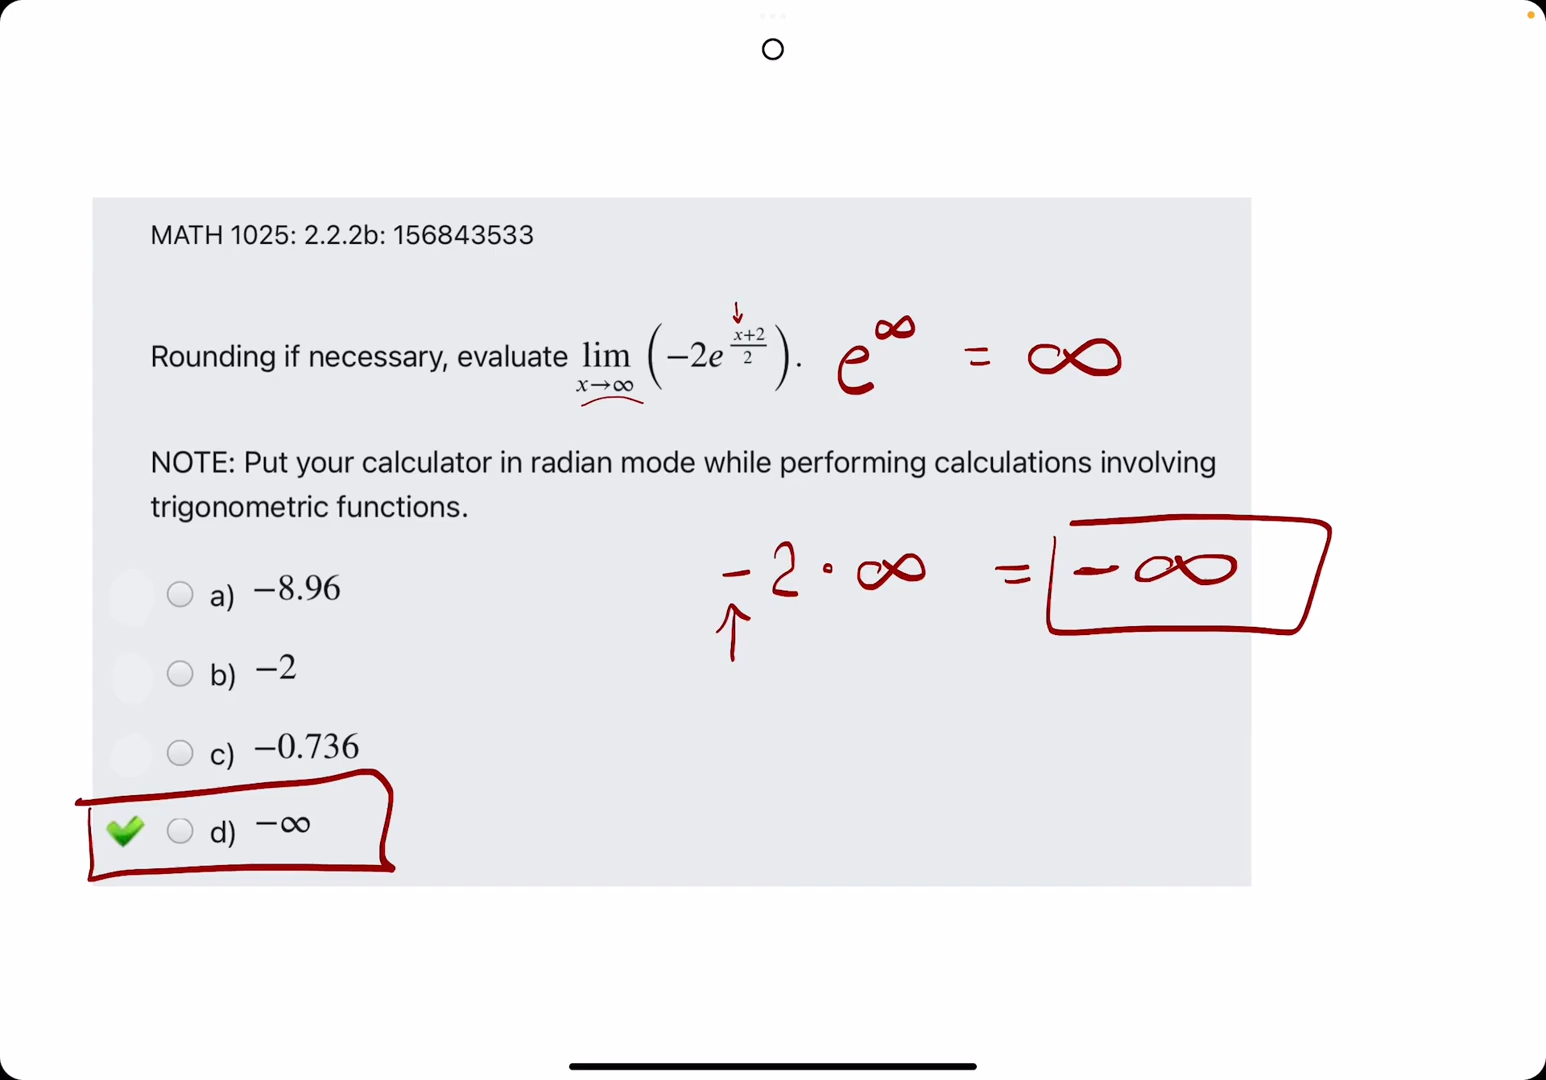 MATH 1025: 2.2.2b: 156843533
Rounding if necessary, evaluate lim x→∞ (−2e^((x+2)/2)). e^∞ = ∞
NOTE: Put your calculator in radian mode while performing calculations involving
trigonometric functions.
-2 · ∞ = -∞
a) −8.96
b) −2
c) −0.736
d) −∞